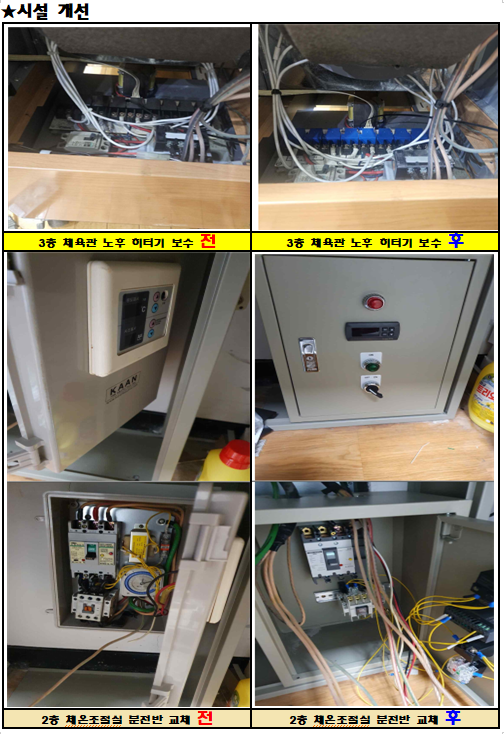 ★시설 개선
3층 체육관 노후 히터기 보수 전
3층 체육관 노후 히터기 보수 후
KAAN
2층 체온조절실 분전반 교체 전
2층 체온조절실 분전반 교체 후